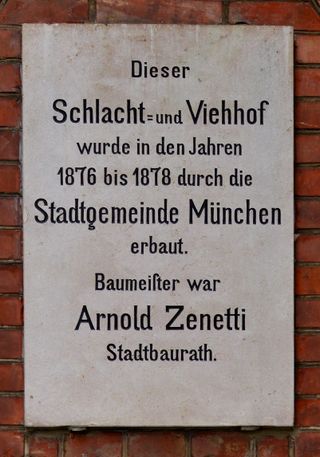 Dieser
Schlacht=und Viehhof
wurde in den Jahren
1876 bis 1878 durch die
Stadtgemeinde München
erbaut.
Baumeiſter war
Arnold Zenetti
Stadtbaurath.